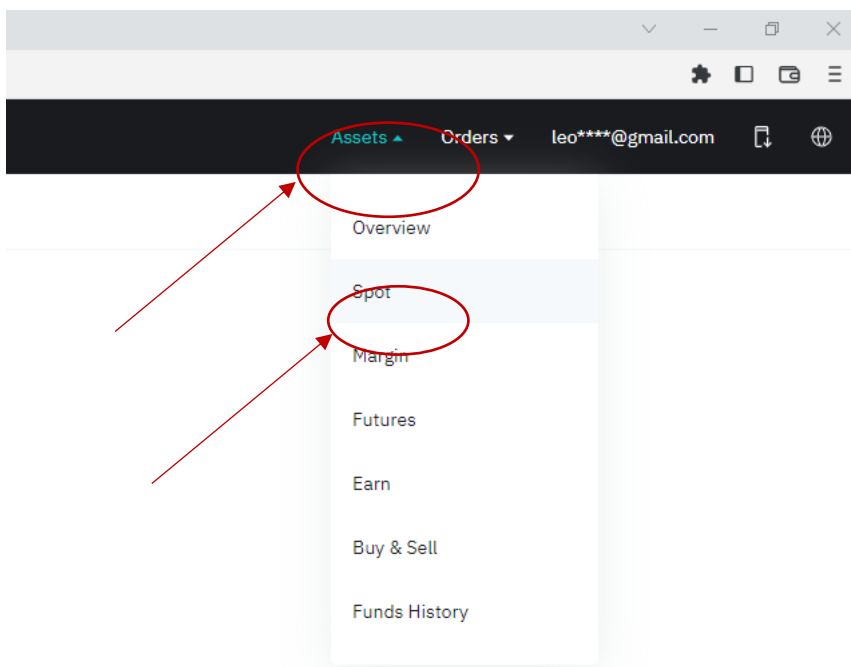 Assets Orders leo****@gmail.com
Overview
Spot
Margin
Futures
Earn
Buy & Sell
Funds History